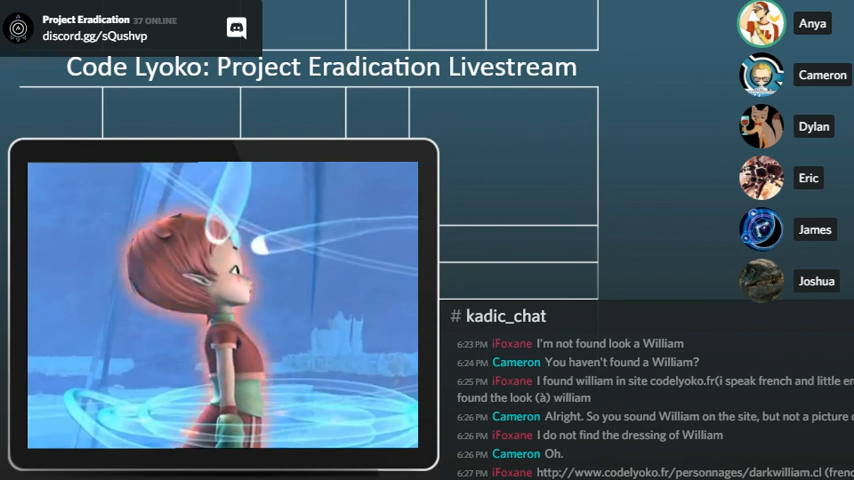 Project Eradication 37 ONLINE
discord.gg/sQushvp
Code Lyoko: Project Eradication Livestream
Anya
Cameron
Dylan
Eric
James
Joshua
# kadic_chat
6:23 PM iFoxane I'm not found look a William
6:24 PM Cameron You haven't found a William?
6:25 PM iFoxane I found william in site codelyoko.fr(i speak french and little en
found the look (à) william
6:26 PM Cameron Alright. So you sound William on the site, but not a picture
6:26 PM iFoxane I do not find the dressing of William
6:26 PM Cameron Oh.
6:27 PM iFoxane http://www.codelyoko.fr/personnages/darkwilliam.cl (fren